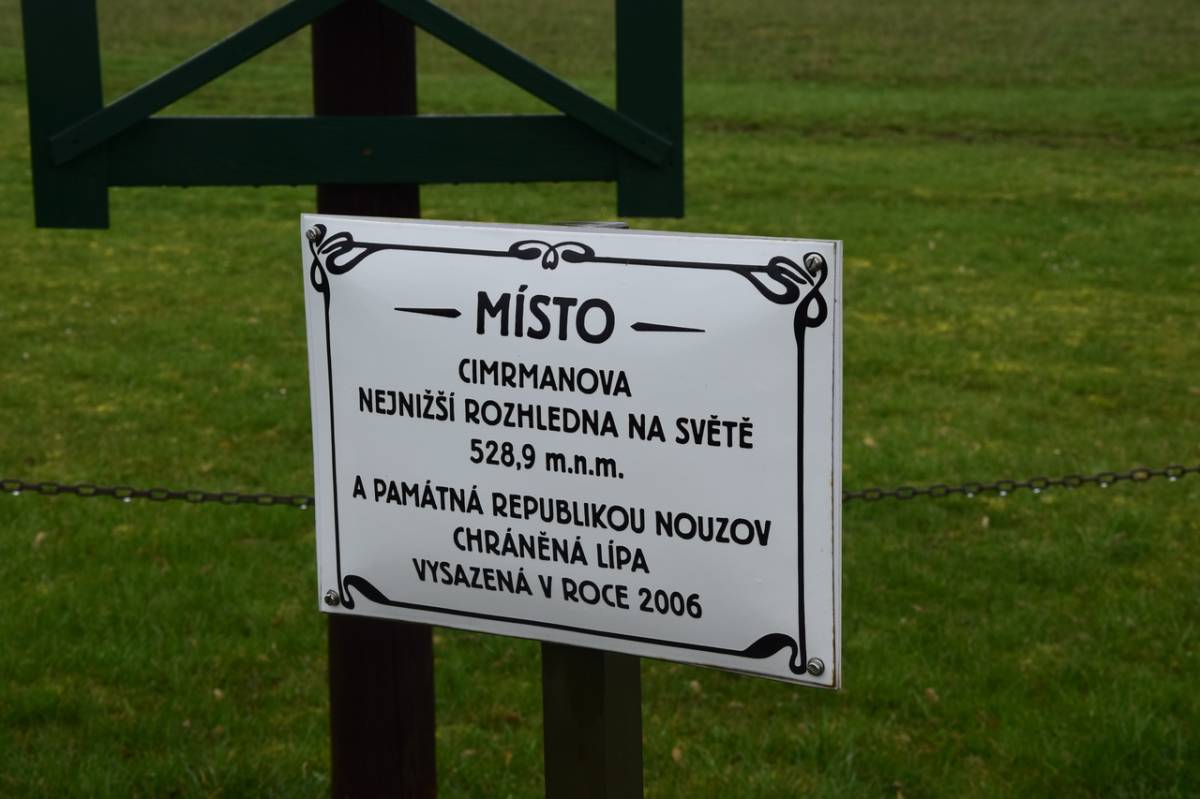 MÍSTO
CIMRMANOVA
NEJNIŽŠÍ ROZHLEDNA NA SVĚTĚ
528,9 m.n.m.
A PAMÁTNÁ REPUBLIKOU NOUZOV
CHRÁNĚNÁ LÍPA
VYSAZENÁ V ROCE 2006